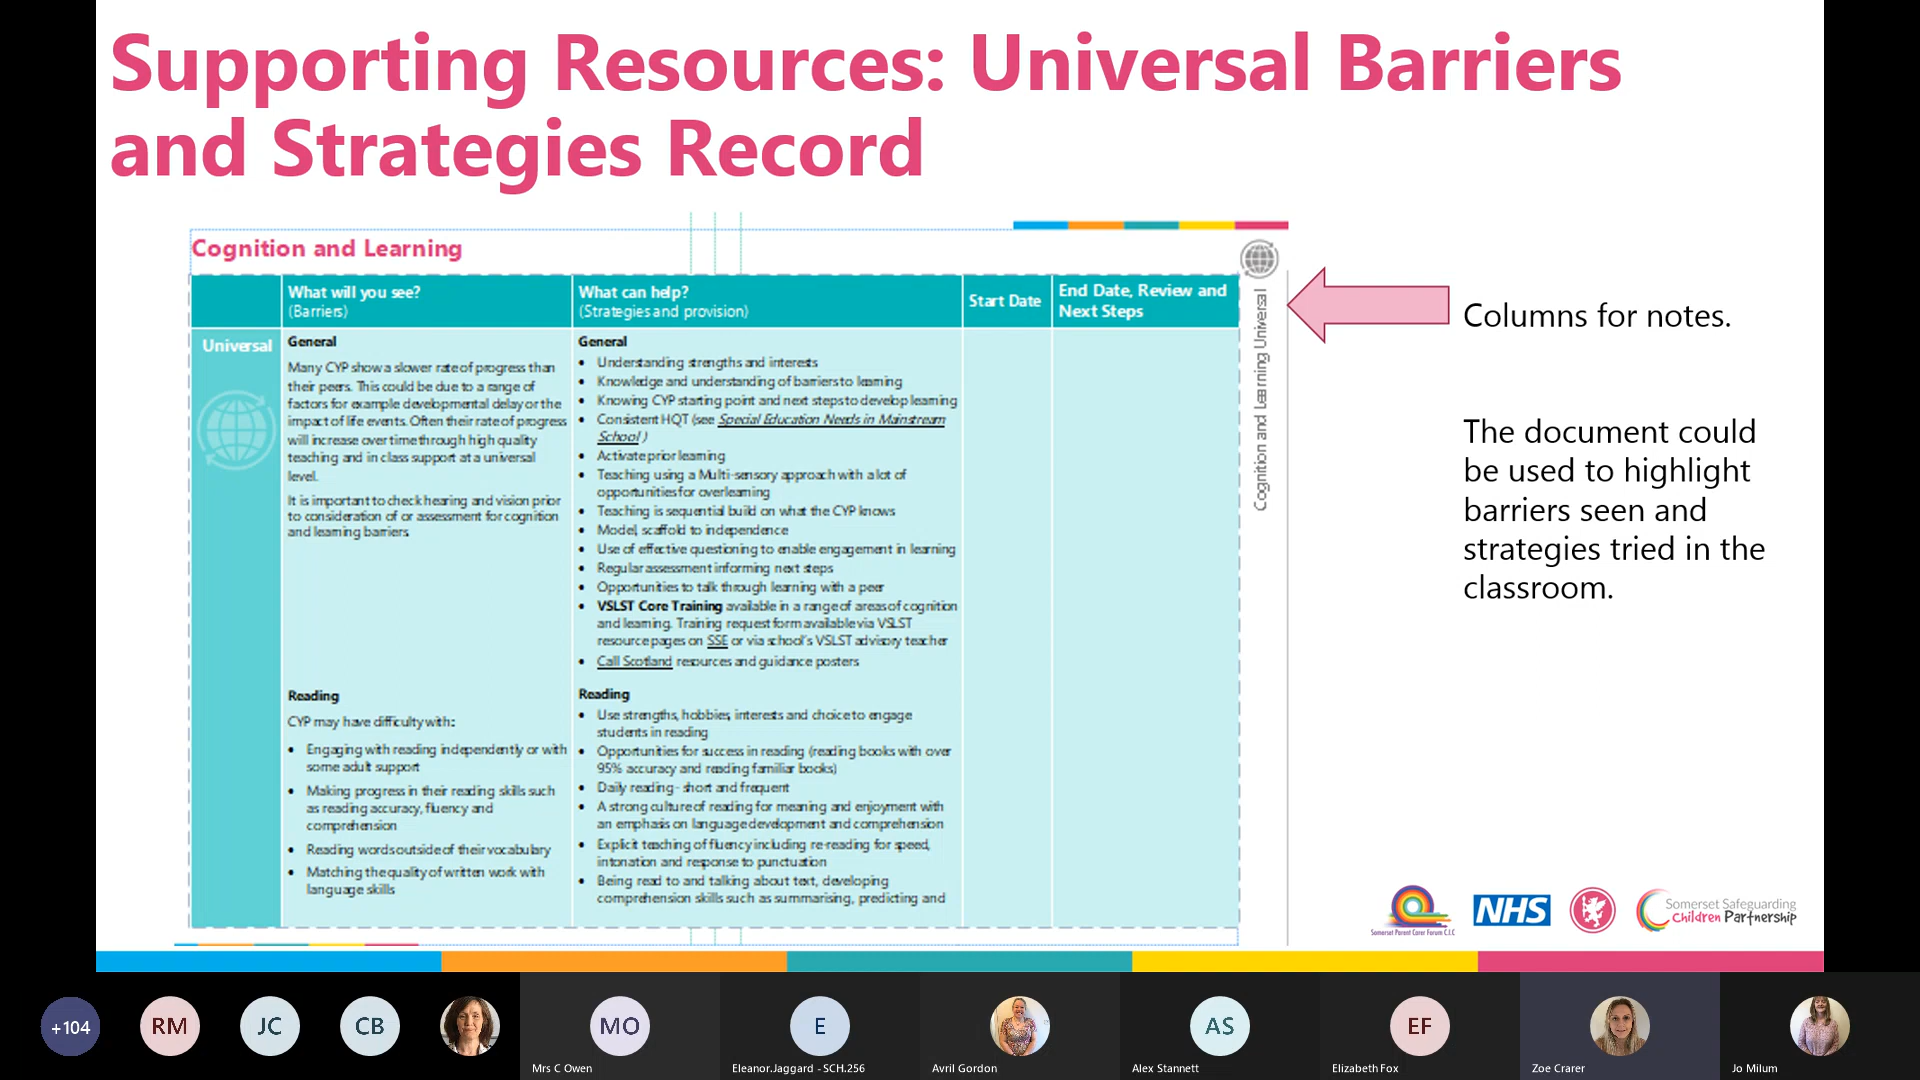 Supporting Resources: Universal Barriers
and Strategies Record
Cognition and Learning
What will you see?
(Barriers)
What can help?
(Strategies and provision)
Start Date
End Date, Review and
Next Steps
Universal
General
Many CYP show a slower rate of progress than
their peers. This could be due to a range of
factors for example developmental delay or the
impact of life events. Often their rate of progress
will increase over time through high quality
teaching and in class support at a universal
level.
It is important to check hearing and vision prior
to consideration of or assessment for cognition
and learning barriers
Reading
CYP may have difficulty with:
• Engaging with reading independently or with
some adult support
• Making progress in their reading skills such
as reading accuracy, fluency and
comprehension
• Reading words outside of their vocabulary
• Matching the quality of written work with
language skills
General
• Understanding strengths and interests
• Knowledge and understanding of barriers to learning
• Knowing CYP starting point and next steps to develop learning
• Consistent HQT (see Special Education Needs in Mainstream
School )
• Activate prior learning
• Teaching using a Multi-sensory approach with a lot of
opportunities for overlearning
• Teaching is sequential build on what the CYP knows
• Model, scaffold to independence
• Use of effective questioning to enable engagement in learning
• Regular assessment informing next steps
• Opportunities to talk through learning with a peer
• VSLST Core Training available in a range of areas of cognition
and learning. Training request form available via VSLST
resource pages on SSE or via school's VSLST advisory teacher
• Call Scotland resources and guidance posters
Reading
• Use strengths, hobbies, interests and choice to engage
students in reading
• Opportunities for success in reading (reading books with over
95% accuracy and reading familiar books)
• Daily reading - short and frequent
• A strong culture of reading for meaning and enjoyment with
an emphasis on language development and comprehension
• Explicit teaching of fluency including re-reading for speed,
intonation and response to punctuation
• Being read to and talking about text, developing
comprehension skills such as summarising, predicting and
Cognition and Learning Universal
Columns for notes.
The document could
be used to highlight
barriers seen and
strategies tried in the
classroom.
Somerset Parent Carer Forum C.I.C
NHS
Somerset Safeguarding
Children Partnership
+104
RM
JC
CB
MO
Mrs C Owen
E
Eleanor.Jaggard - SCH.256
Avril Gordon
AS
Alex Stannett
EF
Elizabeth Fox
Zoe Crarer
Jo Milum